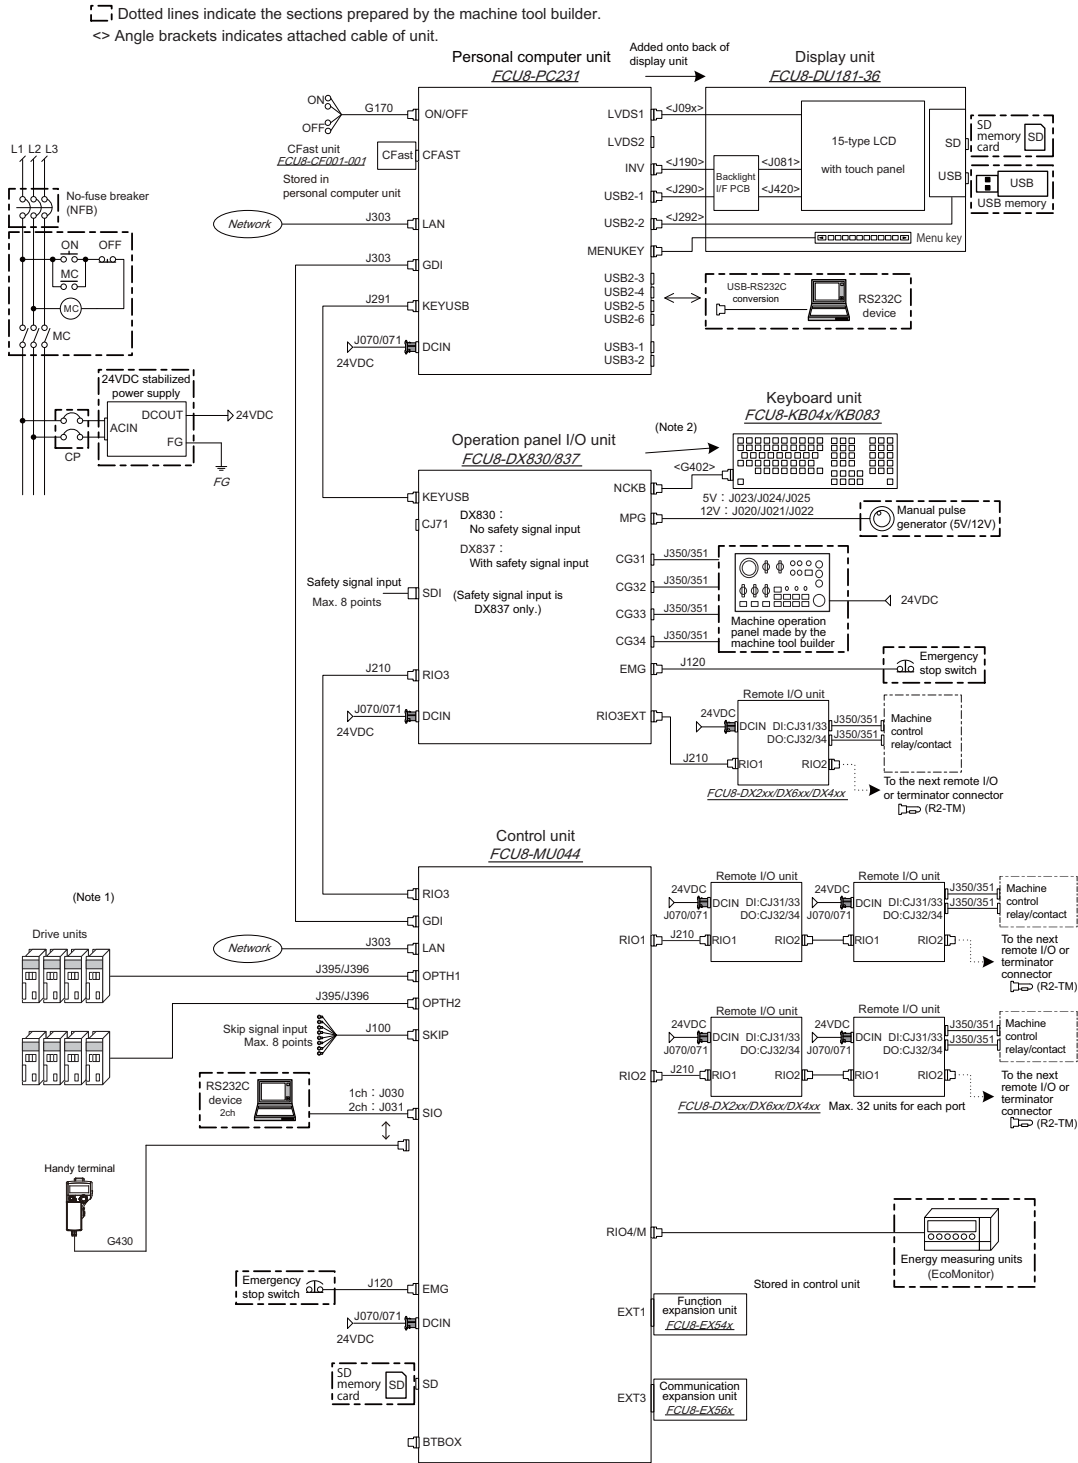 Dotted lines indicate the sections prepared by the machine tool builder.
<> Angle brackets indicates attached cable of unit.
Personal computer unit
FCU8-PC231
Added onto back of
display unit
Display unit
FCU8-DU181-36
ON
OFF
G170
ON/OFF
CFast unit
FCU8-CF001-001
CFast
CFAST
Stored in
personal computer unit
Network
J303
LAN
J303
GDI
J291
KEYUSB
J070/071
DCIN
24VDC
LVDS1
<J09x>
LVDS2
INV
<J190>
USB2-1
<J290>
USB2-2
<J292>
MENUKEY
USB2-3
USB2-4
USB2-5
USB2-6
USB3-1
USB3-2
Backlight
I/F PCB
<J081>
<J420>
15-type LCD
with touch panel
SD
USB
Menu key
SD
memory
card
SD
USB
USB memory
USB-RS232C
conversion
RS232C
device
L1 L2 L3
No-fuse breaker
(NFB)
ON
OFF
MC
MC
MC
24VDC stabilized
power supply
DCOUT
ACIN
FG
24VDC
CP
FG
Operation panel I/O unit
FCU8-DX830/837
(Note 2)
Keyboard unit
FCU8-KB04x/KB083
KEYUSB
CJ71
DX830 :
No safety signal input
DX837 :
With safety signal input
Safety signal input
Max. 8 points
SDI
(Safety signal input is
DX837 only.)
J210
RIO3
J070/071
DCIN
24VDC
NCKB
<G402>
5V : J023/J024/J025
12V : J020/J021/J022
MPG
Manual pulse
generator (5V/12V)
CG31
J350/351
CG32
J350/351
CG33
J350/351
CG34
J350/351
Machine operation
panel made by the
machine tool builder
24VDC
EMG
J120
Emergency
stop switch
RIO3EXT
J210
Remote I/O unit
24VDC
DCIN
DI:CJ31/33
DO:CJ32/34
J350/351
J350/351
Machine
control
relay/contact
RIO1
RIO2
FCU8-DX2xx/DX6xx/DX4xx
To the next remote I/O
or terminator connector
(R2-TM)
Control unit
FCU8-MU044
(Note 1)
Drive units
RIO3
GDI
Network
J303
LAN
J395/J396
OPTH1
J395/J396
OPTH2
Skip signal input
Max. 8 points
J100
SKIP
RS232C
device
2ch
1ch : J030
2ch : J031
SIO
Handy terminal
G430
Emergency
stop switch
J120
EMG
J070/071
DCIN
24VDC
SD
memory
card
SD
SD
BTBOX
RIO1
J210
Remote I/O unit
24VDC
J070/071
DCIN
DI:CJ31/33
DO:CJ32/34
RIO1
RIO2
Remote I/O unit
24VDC
J070/071
DCIN
DI:CJ31/33
DO:CJ32/34
RIO1
RIO2
J350/351
J350/351
Machine
control
relay/contact
To the next
remote I/O or
terminator
connector
(R2-TM)
RIO2
J210
Remote I/O unit
24VDC
J070/071
DCIN
DI:CJ31/33
DO:CJ32/34
RIO1
RIO2
Remote I/O unit
24VDC
J070/071
DCIN
DI:CJ31/33
DO:CJ32/34
RIO1
RIO2
J350/351
J350/351
Machine
control
relay/contact
To the next
remote I/O or
terminator
connector
(R2-TM)
FCU8-DX2xx/DX6xx/DX4xx
Max. 32 units for each port
RIO4/M
Energy measuring units
(EcoMonitor)
Stored in control unit
EXT1
Function
expansion unit
FCU8-EX54x
EXT3
Communication
expansion unit
FCU8-EX56x